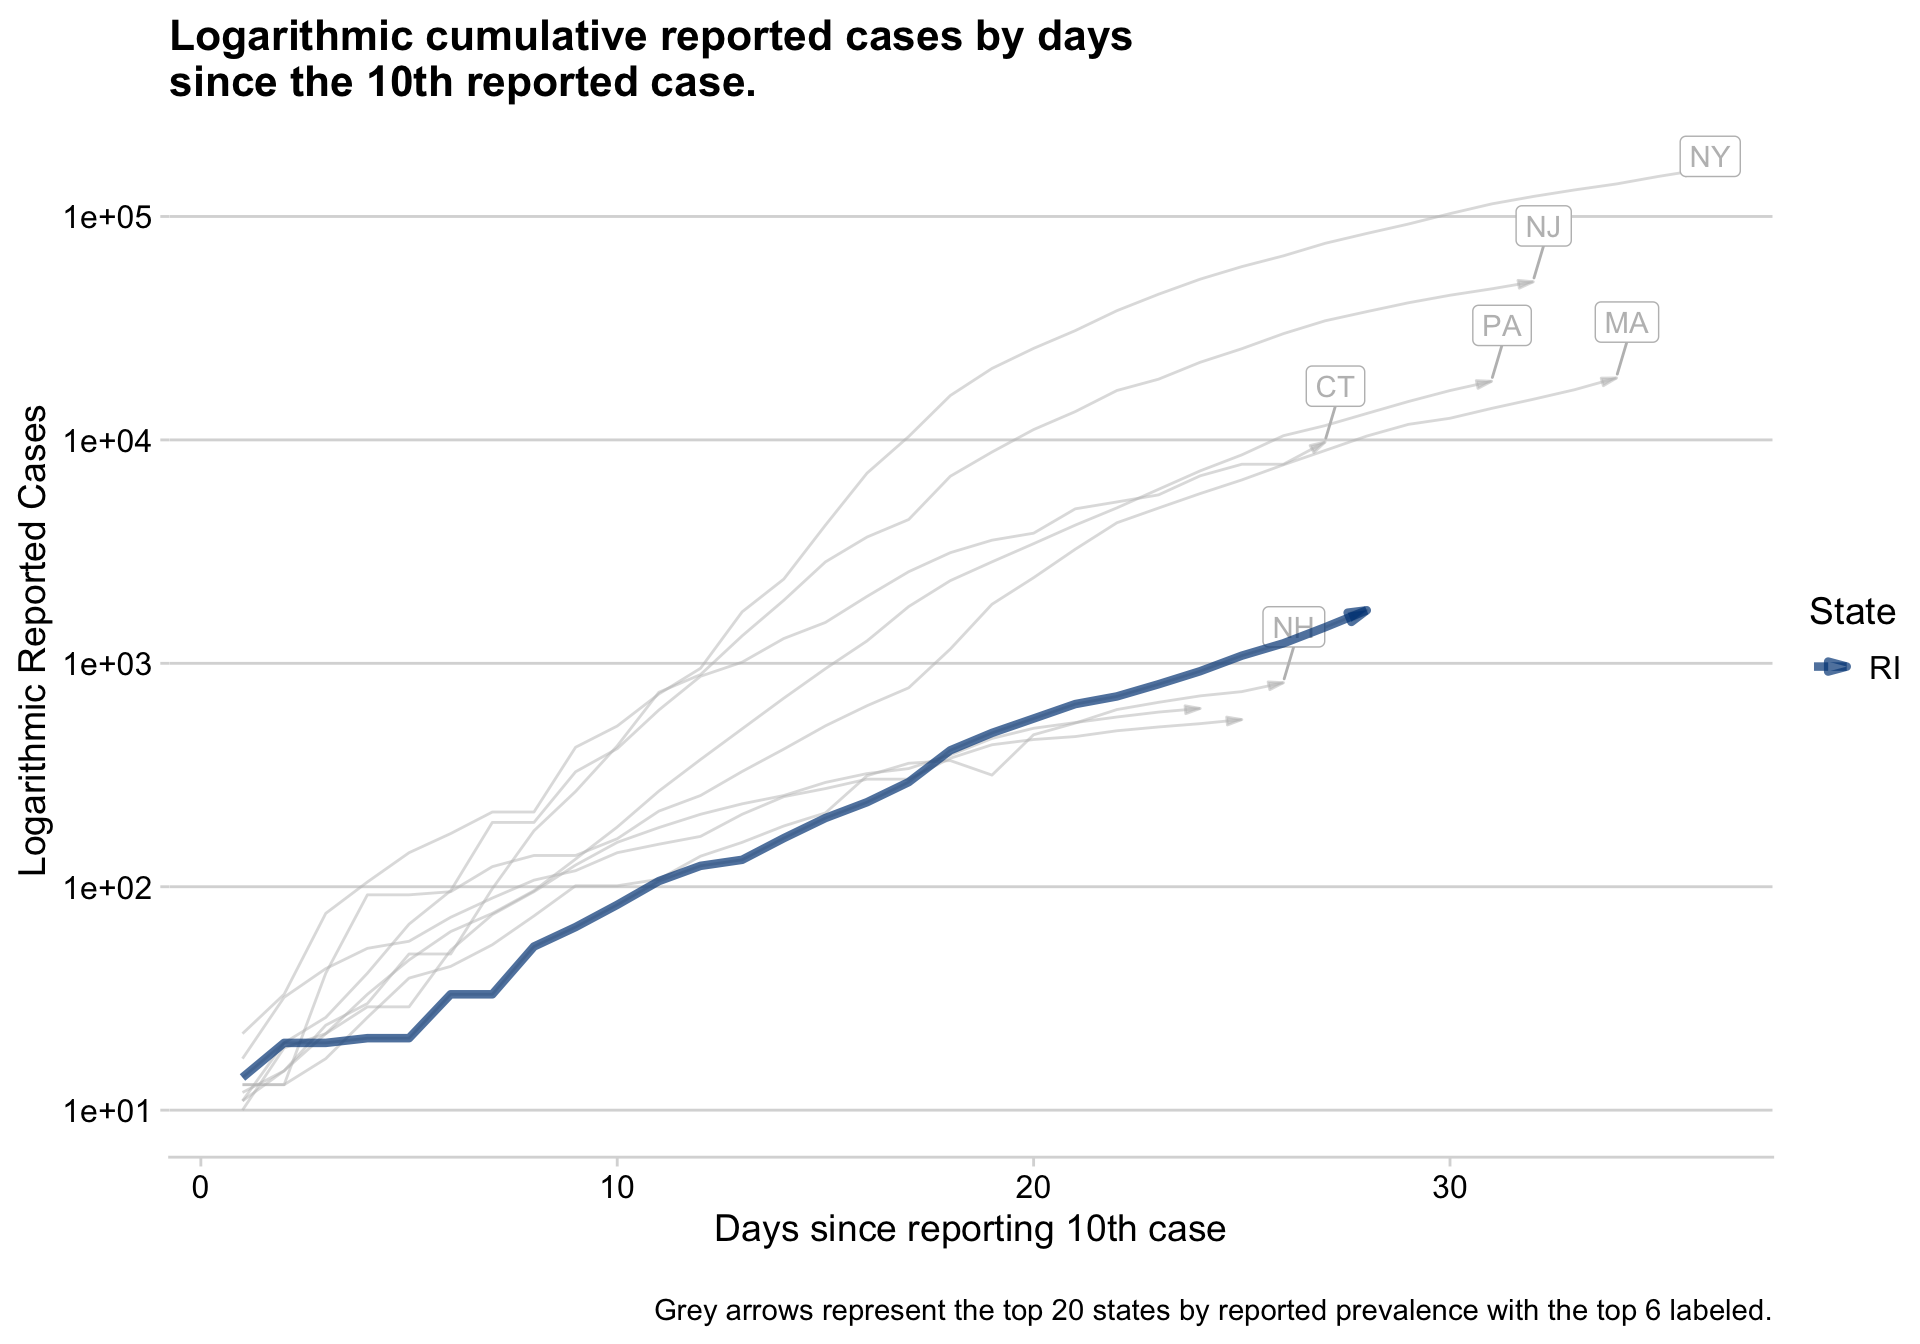 Logarithmic cumulative reported cases by days
since the 10th reported case.
NY
1e+05
NJ
PA
MA
CT
1e+04
Logarithmic Reported Cases
State
NH
1e+03
RI
1e+02
1e+01
0
10
20
30
Days since reporting 10th case
Grey arrows represent the top 20 states by reported prevalence with the top 6 labeled.